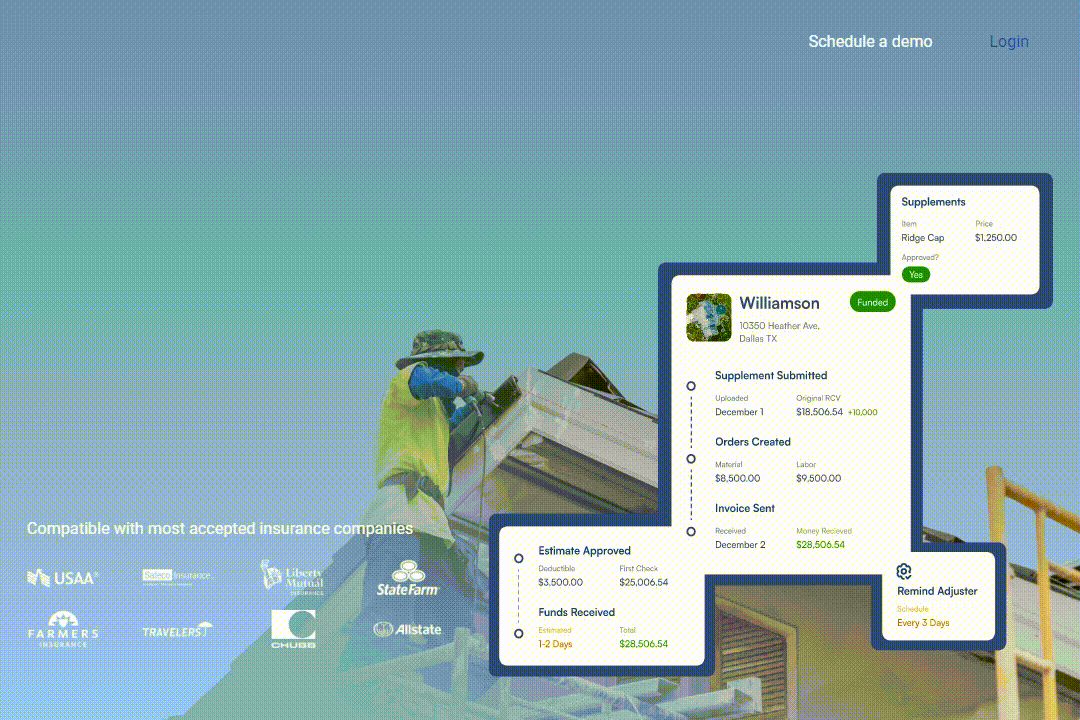 Schedule a demo
Login
Supplements
Item Price
Ridge Cap $1,250.00
Approved?
Yes
Williamson
Funded
10350 Heather Ave,
Dallas TX
Supplement Submitted
Uploaded Original RCV
December 1 $18,506.54 +10,000
Orders Created
Material Labor
$8,500.00 $9,500.00
Invoice Sent
Received Money Recieved
December 2 $28,506.54
Estimate Approved
Deductible First Check
$3,500.00 $25,006.54
Funds Received
Estimated Total
1-2 Days $28,506.54
Remind Adjuster
Schedule
Every 3 Days
Compatible with most accepted insurance companies
USAA®
Safeco Insurance
Liberty
Mutual
INSURANCE
StateFarm
FARMERS
INSURANCE
TRAVELERS
CHUBB
Allstate